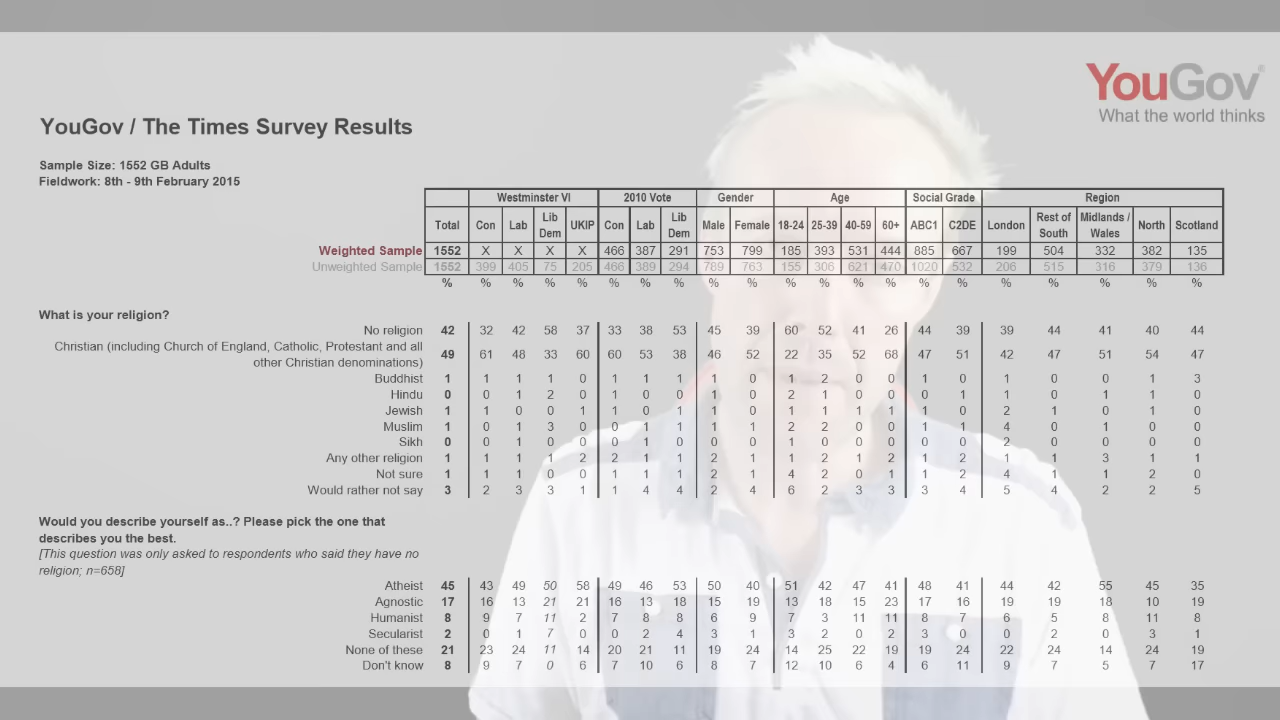 YouGov®
What the world thinks
YouGov / The Times Survey Results
Sample Size: 1552 GB Adults
Fieldwork: 8th - 9th February 2015
Westminster VI 2010 Vote Gender Age Social Grade Region
Total Con Lab Lib Dem UKIP Con Lab Lib Dem Male Female 18-24 25-39 40-59 60+ ABC1 C2DE London Rest of South Midlands / Wales North Scotland
Weighted Sample 1552 X X X X 466 387 291 753 799 185 393 531 444 885 667 199 504 332 382 135
Unweighted Sample 1552 399 405 75 205 466 389 294 789 763 155 306 621 470 1020 532 206 515 316 379 136
% % % % % % % % % % % % % % % % % % % % %
What is your religion?
No religion 42 32 42 58 37 33 38 53 45 39 60 52 41 26 44 39 39 44 41 40 44
Christian (including Church of England, Catholic, Protestant and all
other Christian denominations) 49 61 48 33 60 60 53 38 46 52 22 35 52 68 47 51 42 47 51 54 47
Buddhist 1 1 1 1 0 1 1 1 1 0 1 2 0 0 1 0 1 0 0 1 3
Hindu 0 0 1 2 0 0 0 0 1 0 2 1 0 0 0 1 1 0 1 1 0
Jewish 1 1 0 0 1 1 0 1 1 0 1 1 1 1 1 0 2 1 0 1 0
Muslim 1 0 1 3 0 0 1 1 1 1 2 2 0 0 1 1 4 0 1 0 0
Sikh 0 0 1 0 0 0 1 0 0 0 1 0 0 0 0 0 2 0 0 0 0
Any other religion 1 1 1 1 2 2 1 1 2 1 1 2 1 2 1 2 1 1 3 1 1
Not sure 1 1 1 0 0 1 1 1 2 1 4 2 0 1 1 2 4 1 1 2 0
Would rather not say 3 2 3 3 1 1 4 4 2 4 6 2 3 3 3 4 5 4 2 2 5
Would you describe yourself as..? Please pick the one that
describes you the best.
[This question was only asked to respondents who said they have no
religion; n=658]
Atheist 45 43 49 50 58 49 46 53 50 40 51 42 47 41 48 41 44 42 55 45 35
Agnostic 17 16 13 21 21 16 13 18 15 19 13 18 15 23 17 16 19 19 18 10 19
Humanist 8 9 7 11 2 7 8 8 6 9 7 3 11 11 8 7 6 5 8 11 8
Secularist 2 0 1 7 0 0 2 4 3 1 3 2 0 2 3 0 0 2 0 3 1
None of these 21 23 24 11 14 20 21 11 19 24 14 25 22 19 19 24 22 24 14 24 19
Don't know 8 9 7 0 6 7 10 6 8 7 12 10 6 4 6 11 9 7 5 7 17